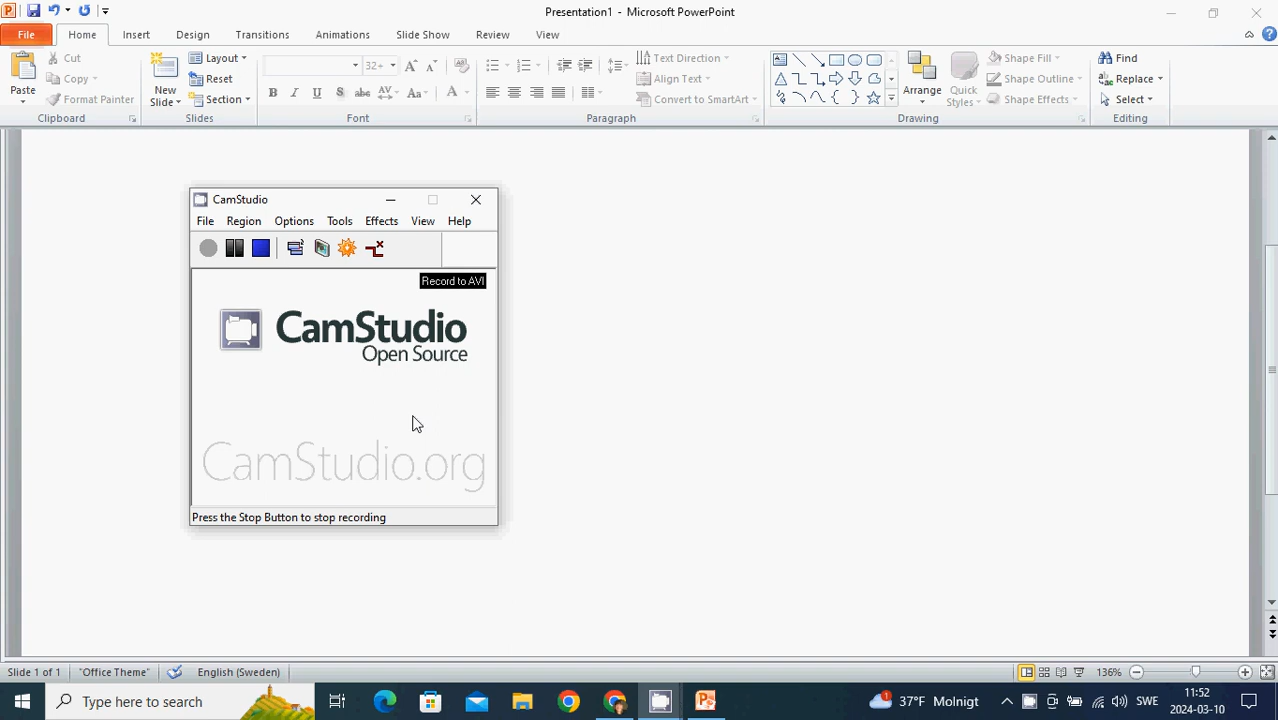 Presentation1 - Microsoft PowerPoint
File Home Insert Design Transitions Animations Slide Show Review View
Paste
Cut
Copy
Format Painter
Clipboard
New Slide
Layout
Reset
Section
Slides
32+
B I U S abc AV Aa A
Font
Text Direction
Align Text
Convert to SmartArt
Paragraph
Arrange
Quick Styles
Shape Fill
Shape Outline
Shape Effects
Drawing
Find
Replace
Select
Editing
CamStudio
File Region Options Tools Effects View Help
Record to AVI
CamStudio
Open Source
CamStudio.org
Press the Stop Button to stop recording
Slide 1 of 1 "Office Theme" English (Sweden) 136%
Type here to search
1 37°F Molnigt SWE
11:52
2024-03-10